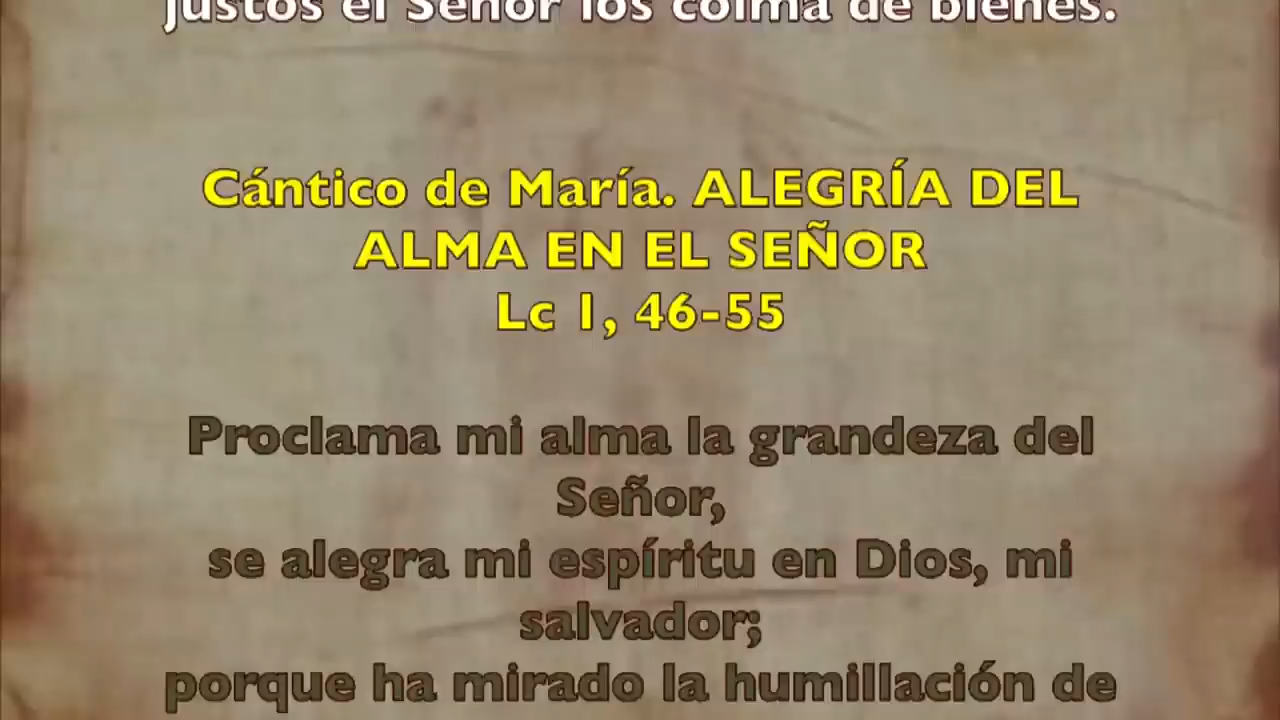 justos el Señor los colma de bienes.
Cántico de María. ALEGRÍA DEL
ALMA EN EL SEÑOR
Lc 1, 46-55
Proclama mi alma la grandeza del
Señor,
se alegra mi espíritu en Dios, mi
salvador;
porque ha mirado la humillación de